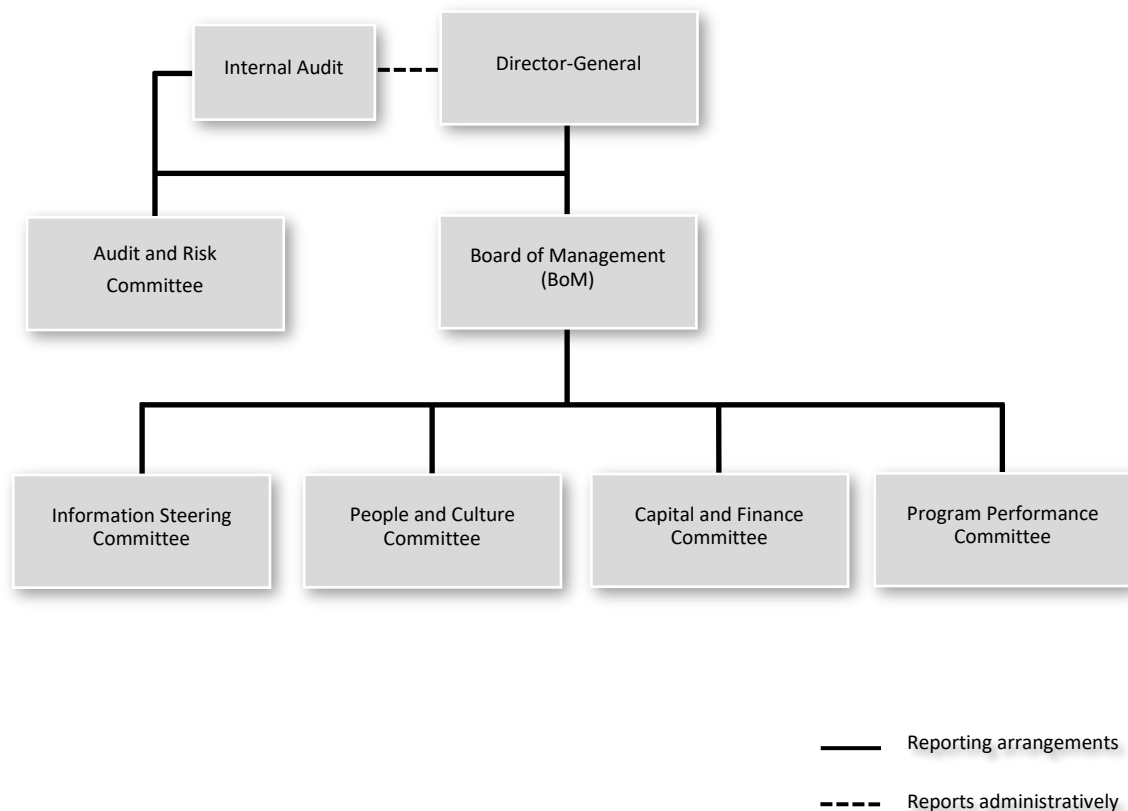 Internal Audit
Director-General
Audit and Risk
Committee
Board of Management
(BoM)
Information Steering
Committee
People and Culture
Committee
Capital and Finance
Committee
Program Performance
Committee
Reporting arrangements
Reports administratively